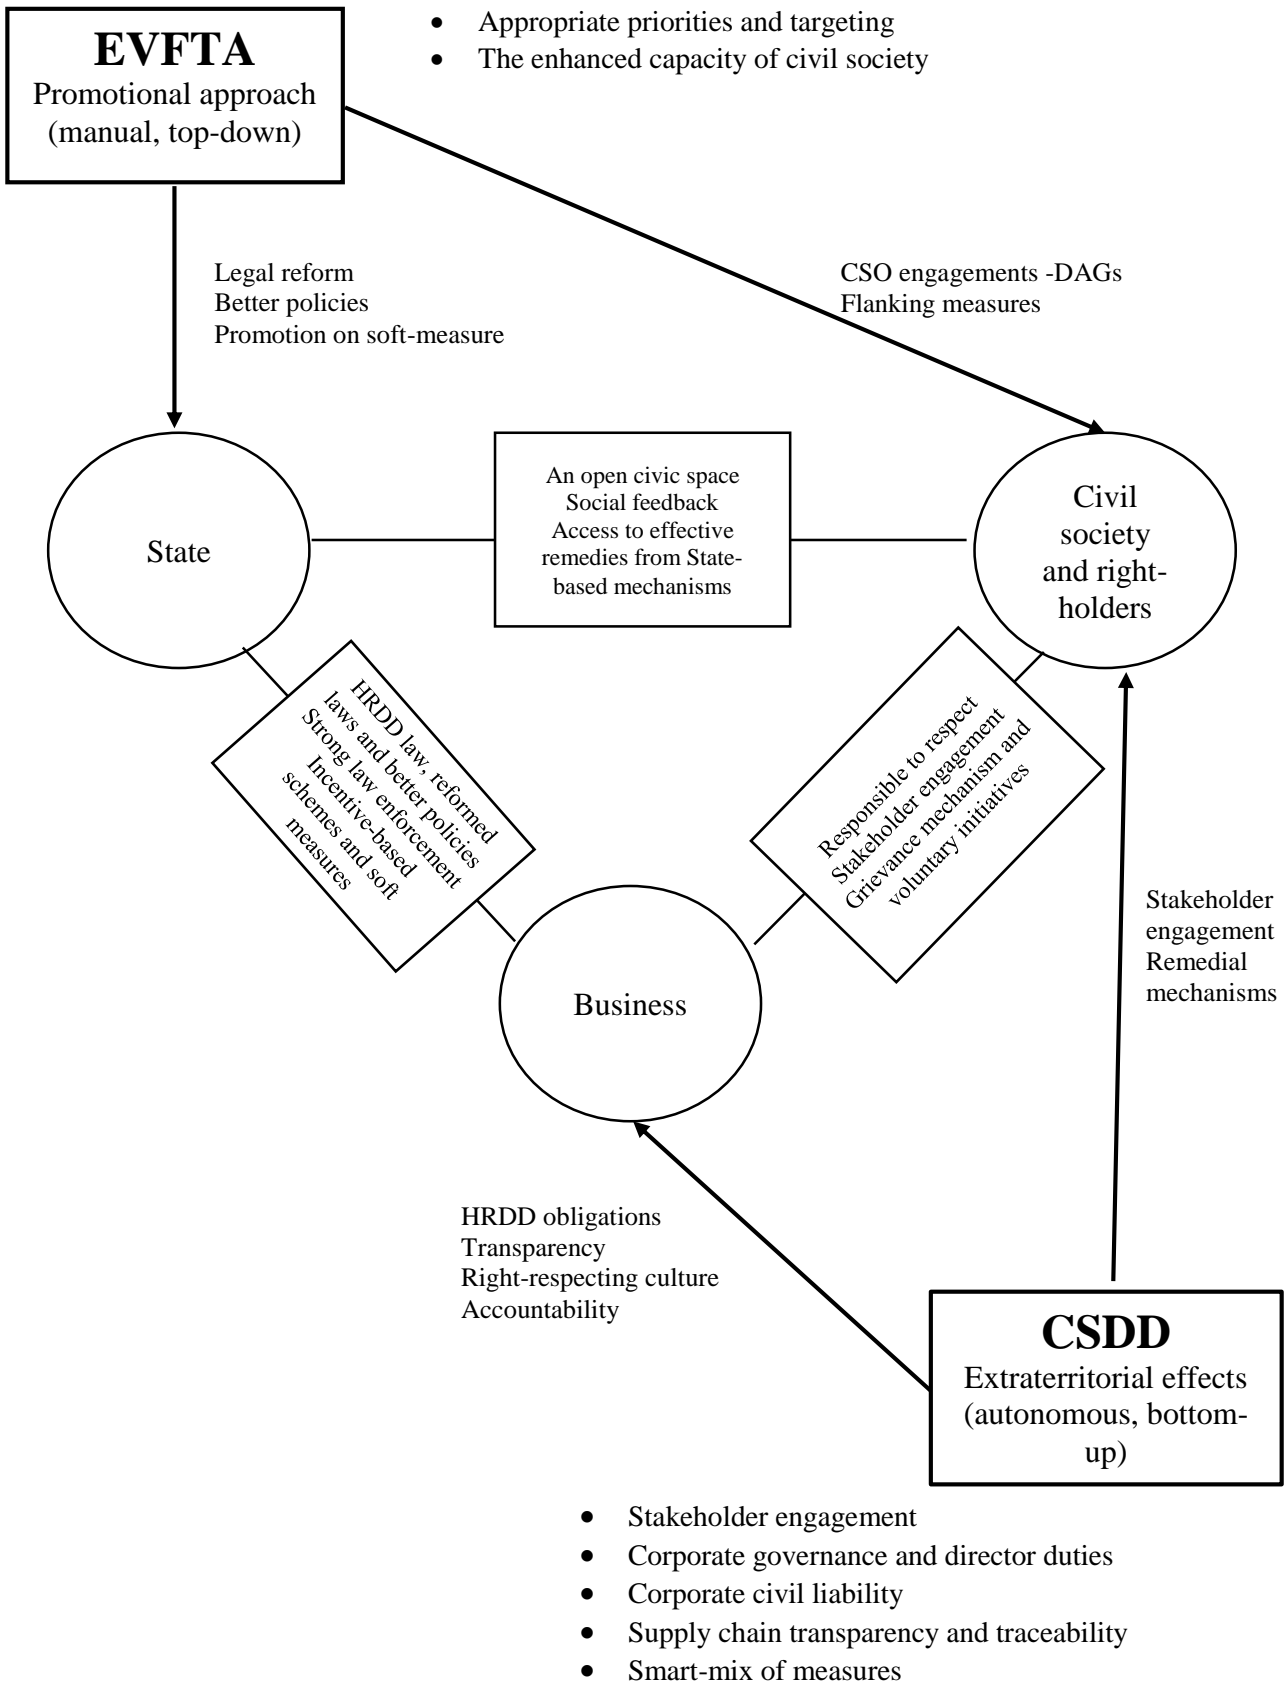 EVFTA
Promotional approach
(manual, top-down)
• Appropriate priorities and targeting
• The enhanced capacity of civil society
Legal reform
Better policies
Promotion on soft-measure
CSO engagements -DAGs
Flanking measures
State
An open civic space
Social feedback
Access to effective
remedies from State-
based mechanisms
Civil
society
and right-
holders
HRDD law, reformed
laws and better policies
Strong law enforcement
Incentive-based
schemes and soft
measures
Responsible to respect
Stakeholder engagement
Grievance mechanism and
voluntary initiatives
Business
Stakeholder
engagement
Remedial
mechanisms
HRDD obligations
Transparency
Right-respecting culture
Accountability
CSDD
Extraterritorial effects
(autonomous, bottom-
up)
• Stakeholder engagement
• Corporate governance and director duties
• Corporate civil liability
• Supply chain transparency and traceability
• Smart-mix of measures